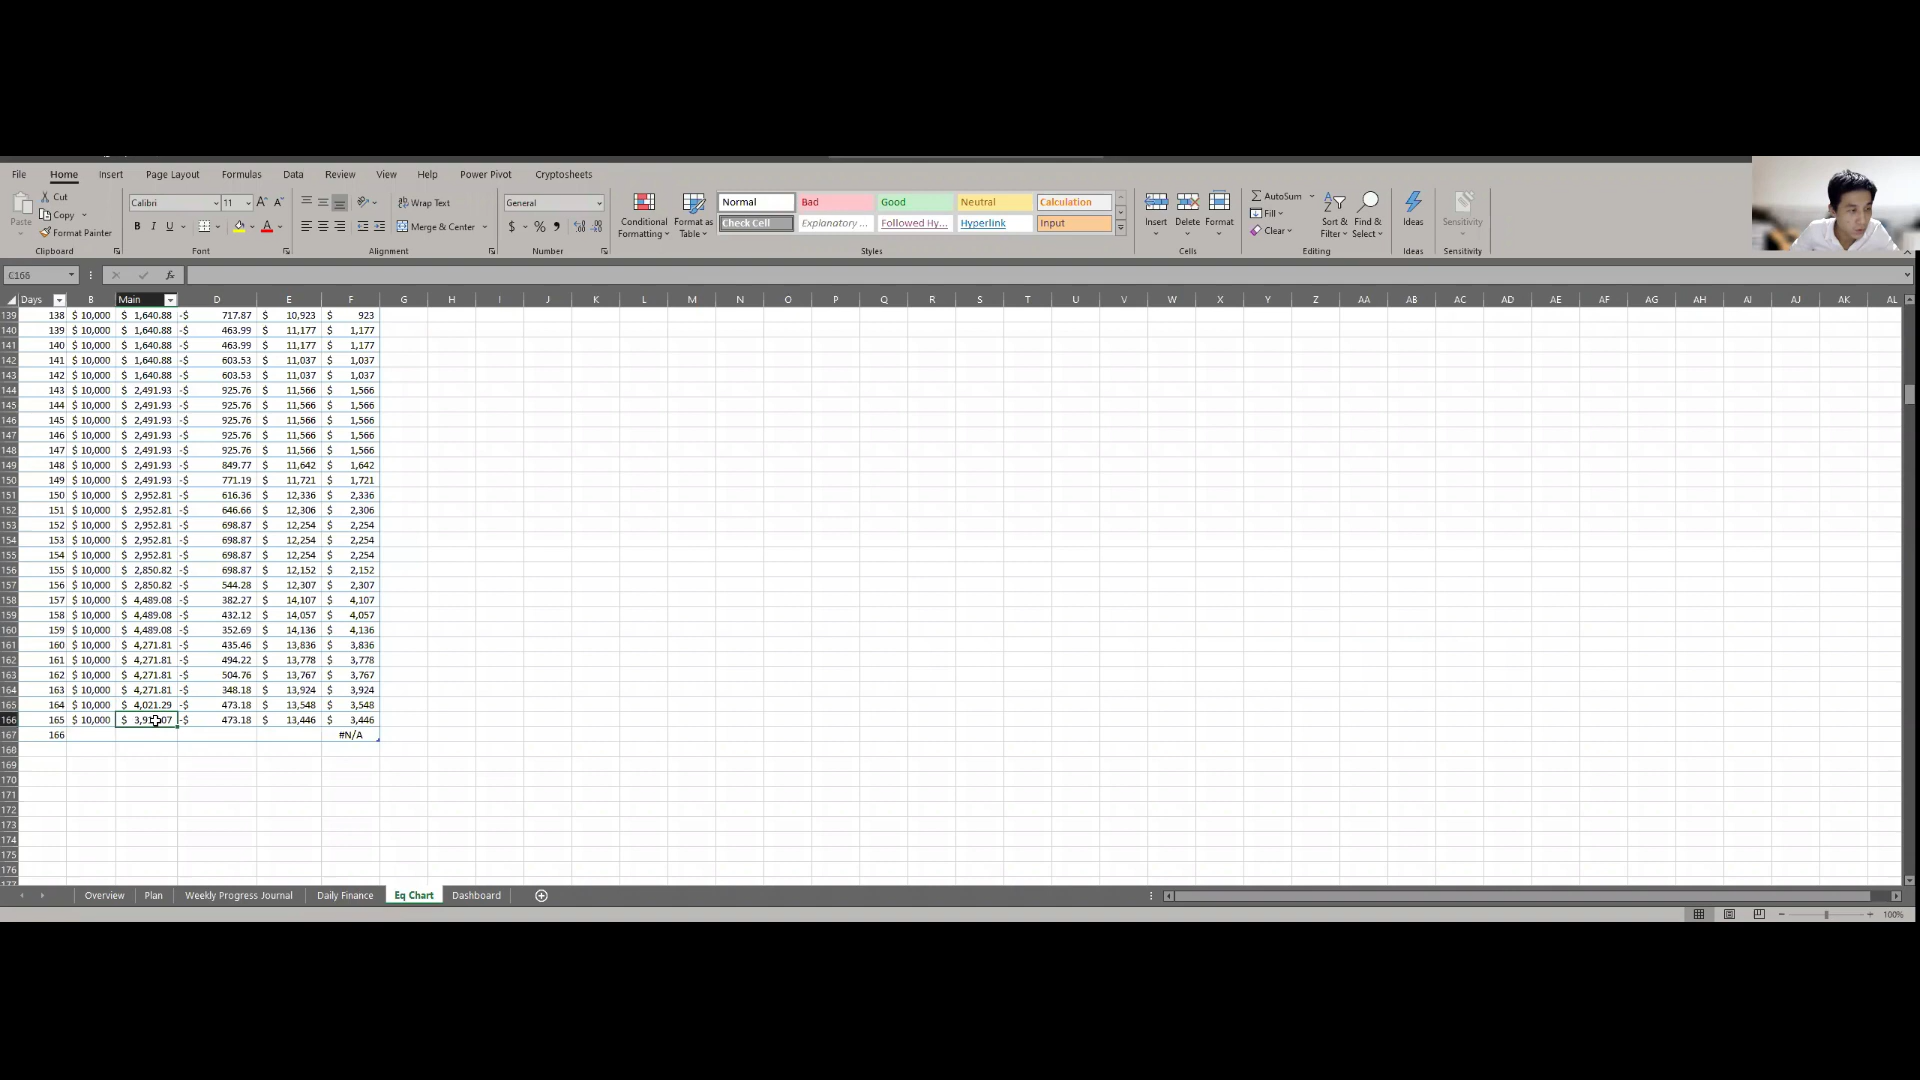 File Home Insert Page Layout Formulas Data Review View Help Power Pivot Cryptosheets
Cut Calibri 11 Wrap Text General Normal Bad Good Neutral Calculation AutoSum
Paste Copy Merge & Center Conditional Formatting Format as Table Check Cell Explanatory ... Followed Hy... Hyperlink Input Insert Delete Format Fill Sort & Filter Find & Select Ideas Sensitivity
Format Painter Clear
Clipboard Font Alignment Number Styles Cells Editing Ideas Sensitivity
C166 fx
Days B Main D E F G H I J K L M N O P Q R S T U V W X Y Z AA AB AC AD AE AF AG AH AI AJ AK AL
139 138 $ 10,000 $ 1,640.88 -$ 717.87 $ 10,923 $ 923
140 139 $ 10,000 $ 1,640.88 -$ 463.99 $ 11,177 $ 1,177
141 140 $ 10,000 $ 1,640.88 -$ 463.99 $ 11,177 $ 1,177
142 141 $ 10,000 $ 1,640.88 -$ 603.53 $ 11,037 $ 1,037
143 142 $ 10,000 $ 1,640.88 -$ 603.53 $ 11,037 $ 1,037
144 143 $ 10,000 $ 2,491.93 -$ 925.76 $ 11,566 $ 1,566
145 144 $ 10,000 $ 2,491.93 -$ 925.76 $ 11,566 $ 1,566
146 145 $ 10,000 $ 2,491.93 -$ 925.76 $ 11,566 $ 1,566
147 146 $ 10,000 $ 2,491.93 -$ 925.76 $ 11,566 $ 1,566
148 147 $ 10,000 $ 2,491.93 -$ 925.76 $ 11,566 $ 1,566
149 148 $ 10,000 $ 2,491.93 -$ 849.77 $ 11,642 $ 1,642
150 149 $ 10,000 $ 2,491.93 -$ 771.19 $ 11,721 $ 1,721
151 150 $ 10,000 $ 2,952.81 -$ 616.36 $ 12,336 $ 2,336
152 151 $ 10,000 $ 2,952.81 -$ 646.66 $ 12,306 $ 2,306
153 152 $ 10,000 $ 2,952.81 -$ 698.87 $ 12,254 $ 2,254
154 153 $ 10,000 $ 2,952.81 -$ 698.87 $ 12,254 $ 2,254
155 154 $ 10,000 $ 2,952.81 -$ 698.87 $ 12,254 $ 2,254
156 155 $ 10,000 $ 2,850.82 -$ 698.87 $ 12,152 $ 2,152
157 156 $ 10,000 $ 2,850.82 -$ 544.28 $ 12,307 $ 2,307
158 157 $ 10,000 $ 4,489.08 -$ 382.27 $ 14,107 $ 4,107
159 158 $ 10,000 $ 4,489.08 -$ 432.12 $ 14,057 $ 4,057
160 159 $ 10,000 $ 4,489.08 -$ 352.69 $ 14,136 $ 4,136
161 160 $ 10,000 $ 4,271.81 -$ 435.46 $ 13,836 $ 3,836
162 161 $ 10,000 $ 4,271.81 -$ 494.22 $ 13,778 $ 3,778
163 162 $ 10,000 $ 4,271.81 -$ 504.76 $ 13,767 $ 3,767
164 163 $ 10,000 $ 4,271.81 -$ 348.18 $ 13,924 $ 3,924
165 164 $ 10,000 $ 4,021.29 -$ 473.18 $ 13,548 $ 3,548
166 165 $ 10,000 $ -$ 473.18 $ 13,446 $ 3,446
167 166 #N/A
168
169
170
171
172
173
174
175
176
Overview Plan Weekly Progress Journal Daily Finance Eq Chart Dashboard
100%